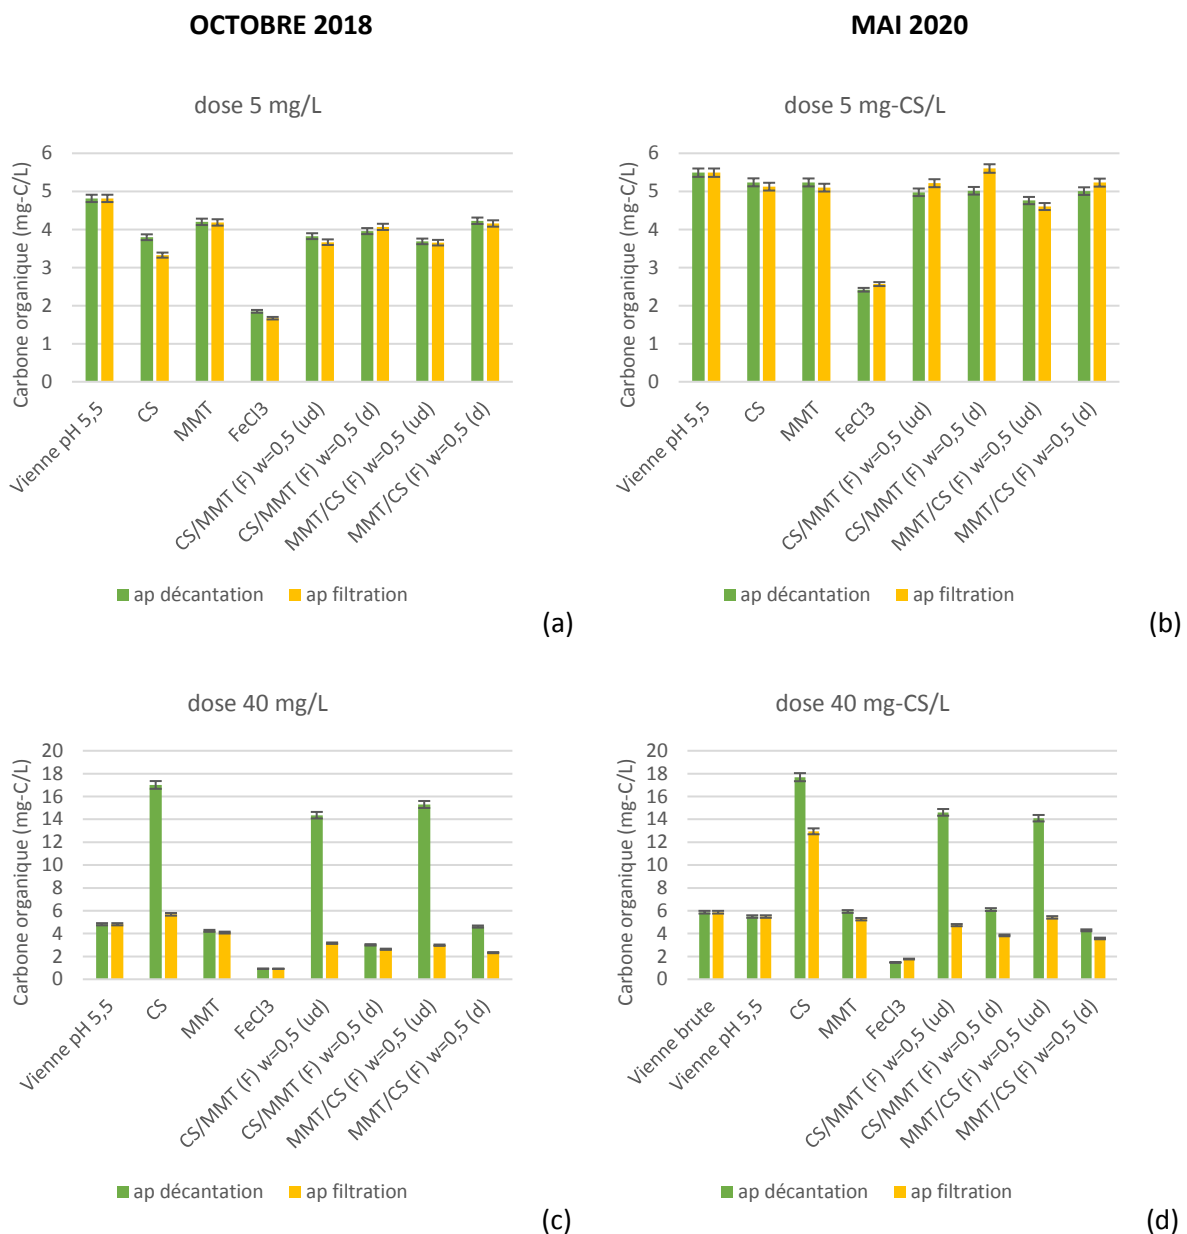 OCTOBRE 2018
MAI 2020
dose 5 mg/L
Carbone organique (mg-C/L)
6
5
4
3
2
1
0
Vienne pH 5,5
CS
MMT
FeCl3
CS/MMT (F) w=0,5 (ud)
CS/MMT (F) w=0,5 (d)
MMT/CS (F) w=0,5 (ud)
MMT/CS (F) w=0,5 (d)
ap décantation
ap filtration
(a)
dose 5 mg-CS/L
Carbone organique (mg-C/L)
6
5
4
3
2
1
0
Vienne pH 5,5
CS
MMT
FeCl3
CS/MMT (F) w=0,5 (ud)
CS/MMT (F) w=0,5 (d)
MMT/CS (F) w=0,5 (ud)
MMT/CS (F) w=0,5 (d)
ap décantation
ap filtration
(b)
dose 40 mg/L
Carbone organique (mg-C/L)
20
18
16
14
12
10
8
6
4
2
0
Vienne pH 5,5
CS
MMT
FeCl3
CS/MMT (F) w=0,5 (ud)
CS/MMT (F) w=0,5 (d)
MMT/CS (F) w=0,5 (ud)
MMT/CS (F) w=0,5 (d)
ap décantation
ap filtration
(c)
dose 40 mg-CS/L
Carbone organique (mg-C/L)
20
18
16
14
12
10
8
6
4
2
0
Vienne brute
Vienne pH 5,5
CS
MMT
FeCl3
CS/MMT (F) w=0,5 (ud)
CS/MMT (F) w=0,5 (d)
MMT/CS (F) w=0,5 (ud)
MMT/CS (F) w=0,5 (d)
ap décantation
ap filtration
(d)